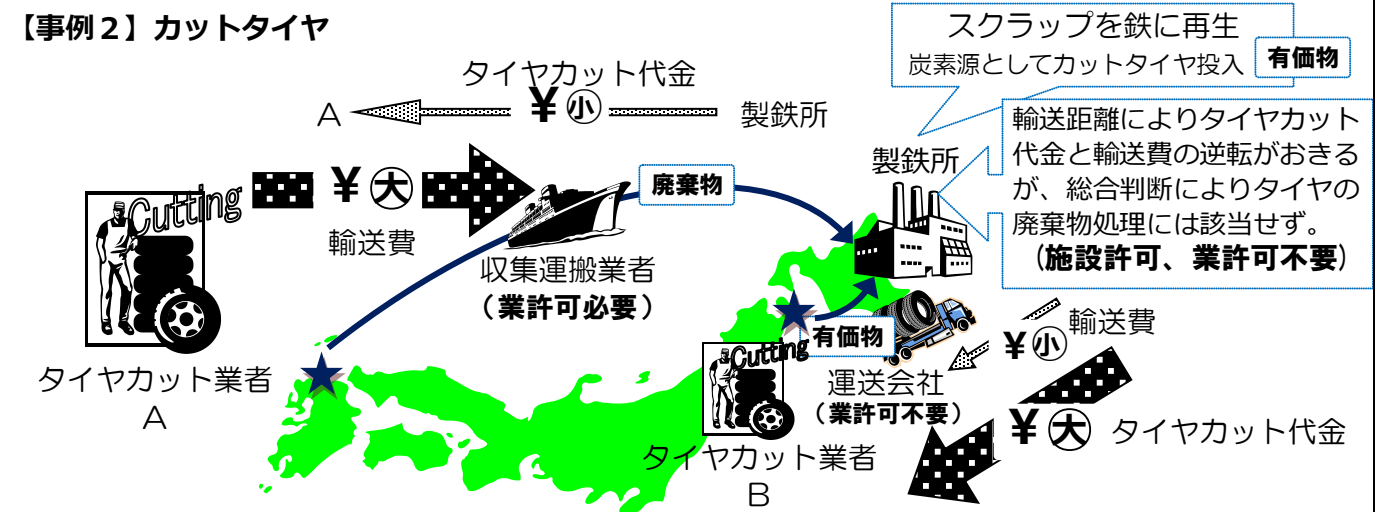 【事例２】カットタイヤ
スクラップを鉄に再生
炭素源としてカットタイヤ投入
有価物
タイヤカット代金
¥㊙小
A
製鉄所
輸送距離によりタイヤカット
代金と輸送費の逆転がおきる
が、総合判断によりタイヤの
廃棄物処理には該当せず。
（施設許可、業許可不要）
製鉄所
廃棄物
Cutting
¥大
輸送費
収集運搬業者
（業許可必要）
タイヤカット業者
A
Cutting
有価物
輸送費
¥小
運送会社
（業許可不要）
¥大 タイヤカット代金
タイヤカット業者
B